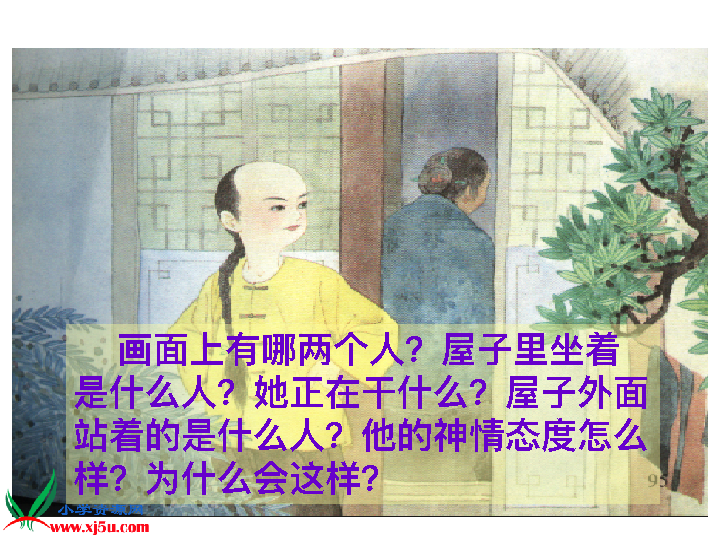 画面上有哪两个人？屋子里坐着
是什么人？她正在干什么？屋子外面
站着的是什么人？他的神情态度怎么
样？为什么会这样？
95
www.xj5u.com